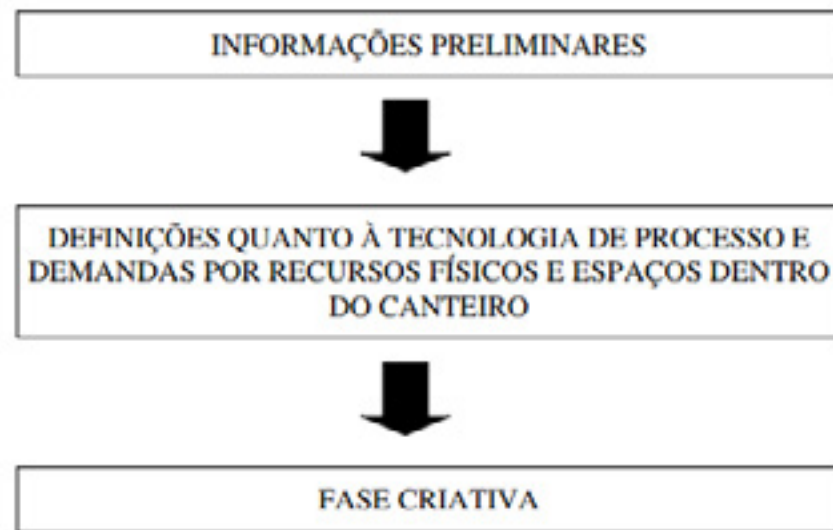 INFORMAÇÕES PRELIMINARES
DEFINIÇÕES QUANTO À TECNOLOGIA DE PROCESSO E
DEMANDAS POR RECURSOS FÍSICOS E ESPAÇOS DENTRO
DO CANTEIRO
FASE CRIATIVA